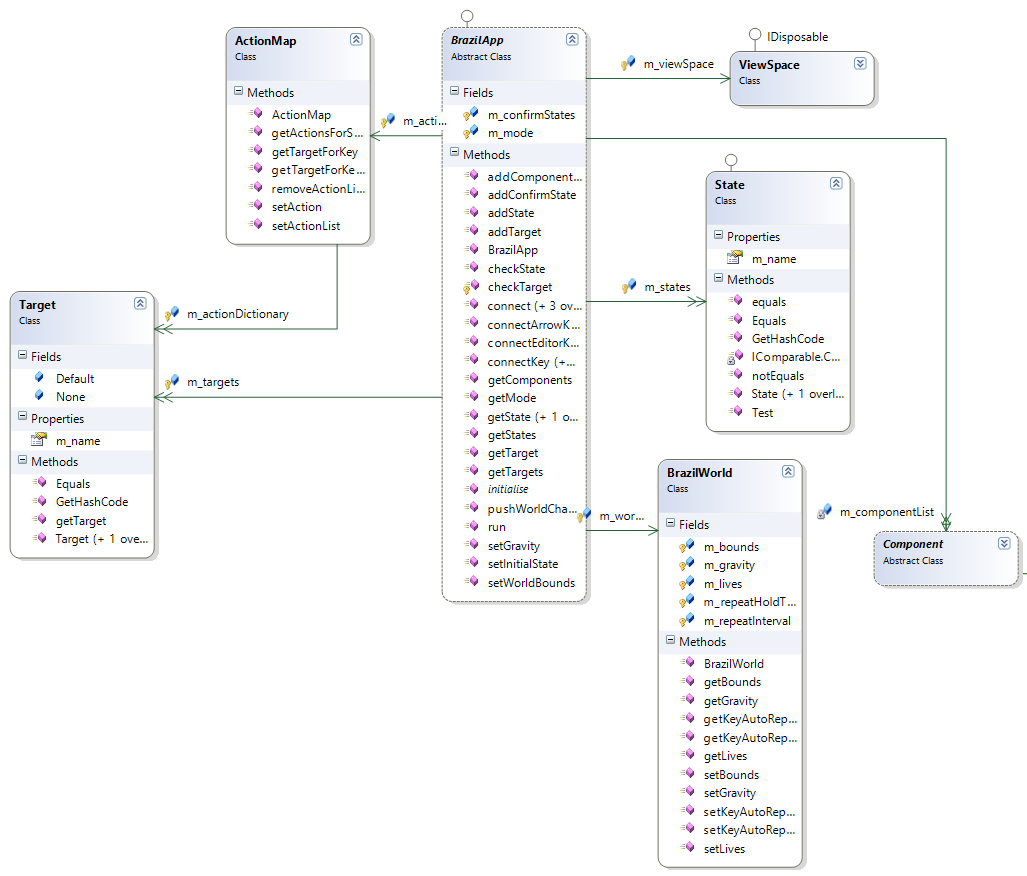 ActionMap
Class
Methods
ActionMap
getActionsForS...
getTargetForKey
getTargetForKe...
removeActionLi...
setAction
setActionList
m_acti...
BrazilApp
Abstract Class
Fields
m_confirmStates
m_mode
Methods
addComponent...
addConfirmState
addState
addTarget
BrazilApp
checkState
checkTarget
connect (+ 3 ov...
connectArrowK...
connectEditorK...
connectKey (+...
getComponents
getMode
getState (+ 1 o...
getStates
getTarget
getTargets
initialise
pushWorldCha...
run
setGravity
setInitialState
setWorldBounds
m_viewSpace
IDisposable
ViewSpace
Class
State
Class
Properties
m_name
Methods
equals
Equals
GetHashCode
IComparable.C...
notEquals
State (+ 1 overl...
Test
m_states
m_actionDictionary
m_targets
Target
Class
Fields
Default
None
Properties
m_name
Methods
Equals
GetHashCode
getTarget
Target (+ 1 ove...
m_wor...
BrazilWorld
Class
Fields
m_bounds
m_gravity
m_lives
m_repeatHoldT...
m_repeatInterval
Methods
BrazilWorld
getBounds
getGravity
getKeyAutoRep...
getKeyAutoRep...
getLives
setBounds
setGravity
setKeyAutoRep...
setKeyAutoRep...
setLives
m_componentList
Component
Abstract Class